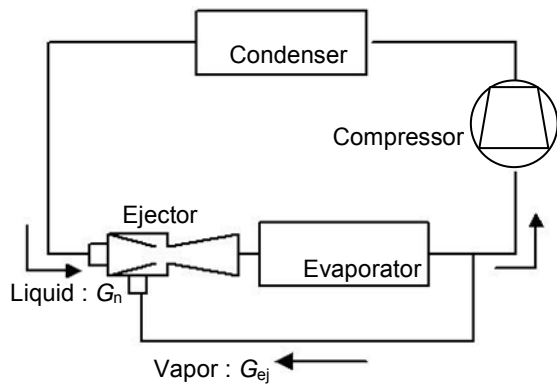 Condenser
Compressor
Ejector
Evaporator
Liquid : Gn
Vapor : Gej